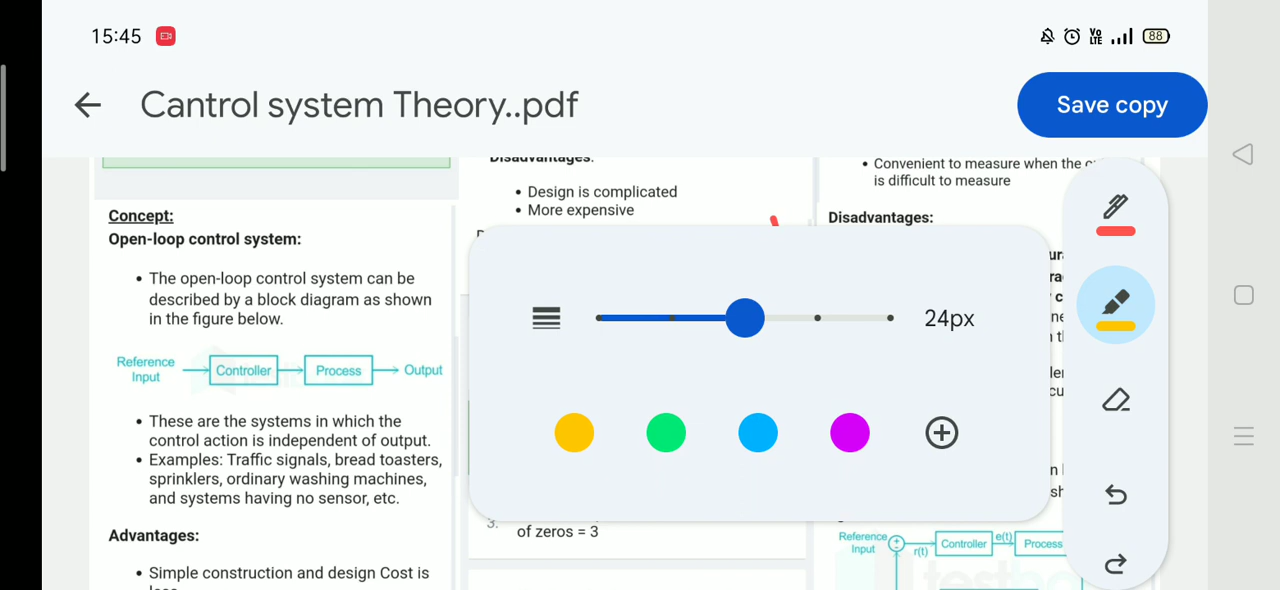 15:45
Vo
LTE
88
Cantrol system Theory..pdf
Save copy
Concept:
Open-loop control system:
• The open-loop control system can be
described by a block diagram as shown
in the figure below.
Reference
Input
Controller
Process
Output
• These are the systems in which the
control action is independent of output.
• Examples: Traffic signals, bread toasters,
sprinklers, ordinary washing machines,
and systems having no sensor, etc.
Advantages:
• Simple construction and design Cost is
Disadvantages:
• Design is complicated
• More expensive
24px
3.
of zeros = 3
• Convenient to measure when the
is difficult to measure
Disadvantages:
Reference
Input
r(t)
Controller
e(t)
Process